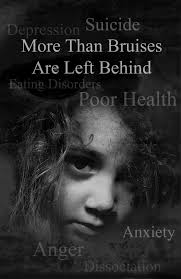 Suicide
Depression
More Than Bruises
Are Left Behind
Eating Disorders
Poor Health
Anxiety
Anger
Dissociation